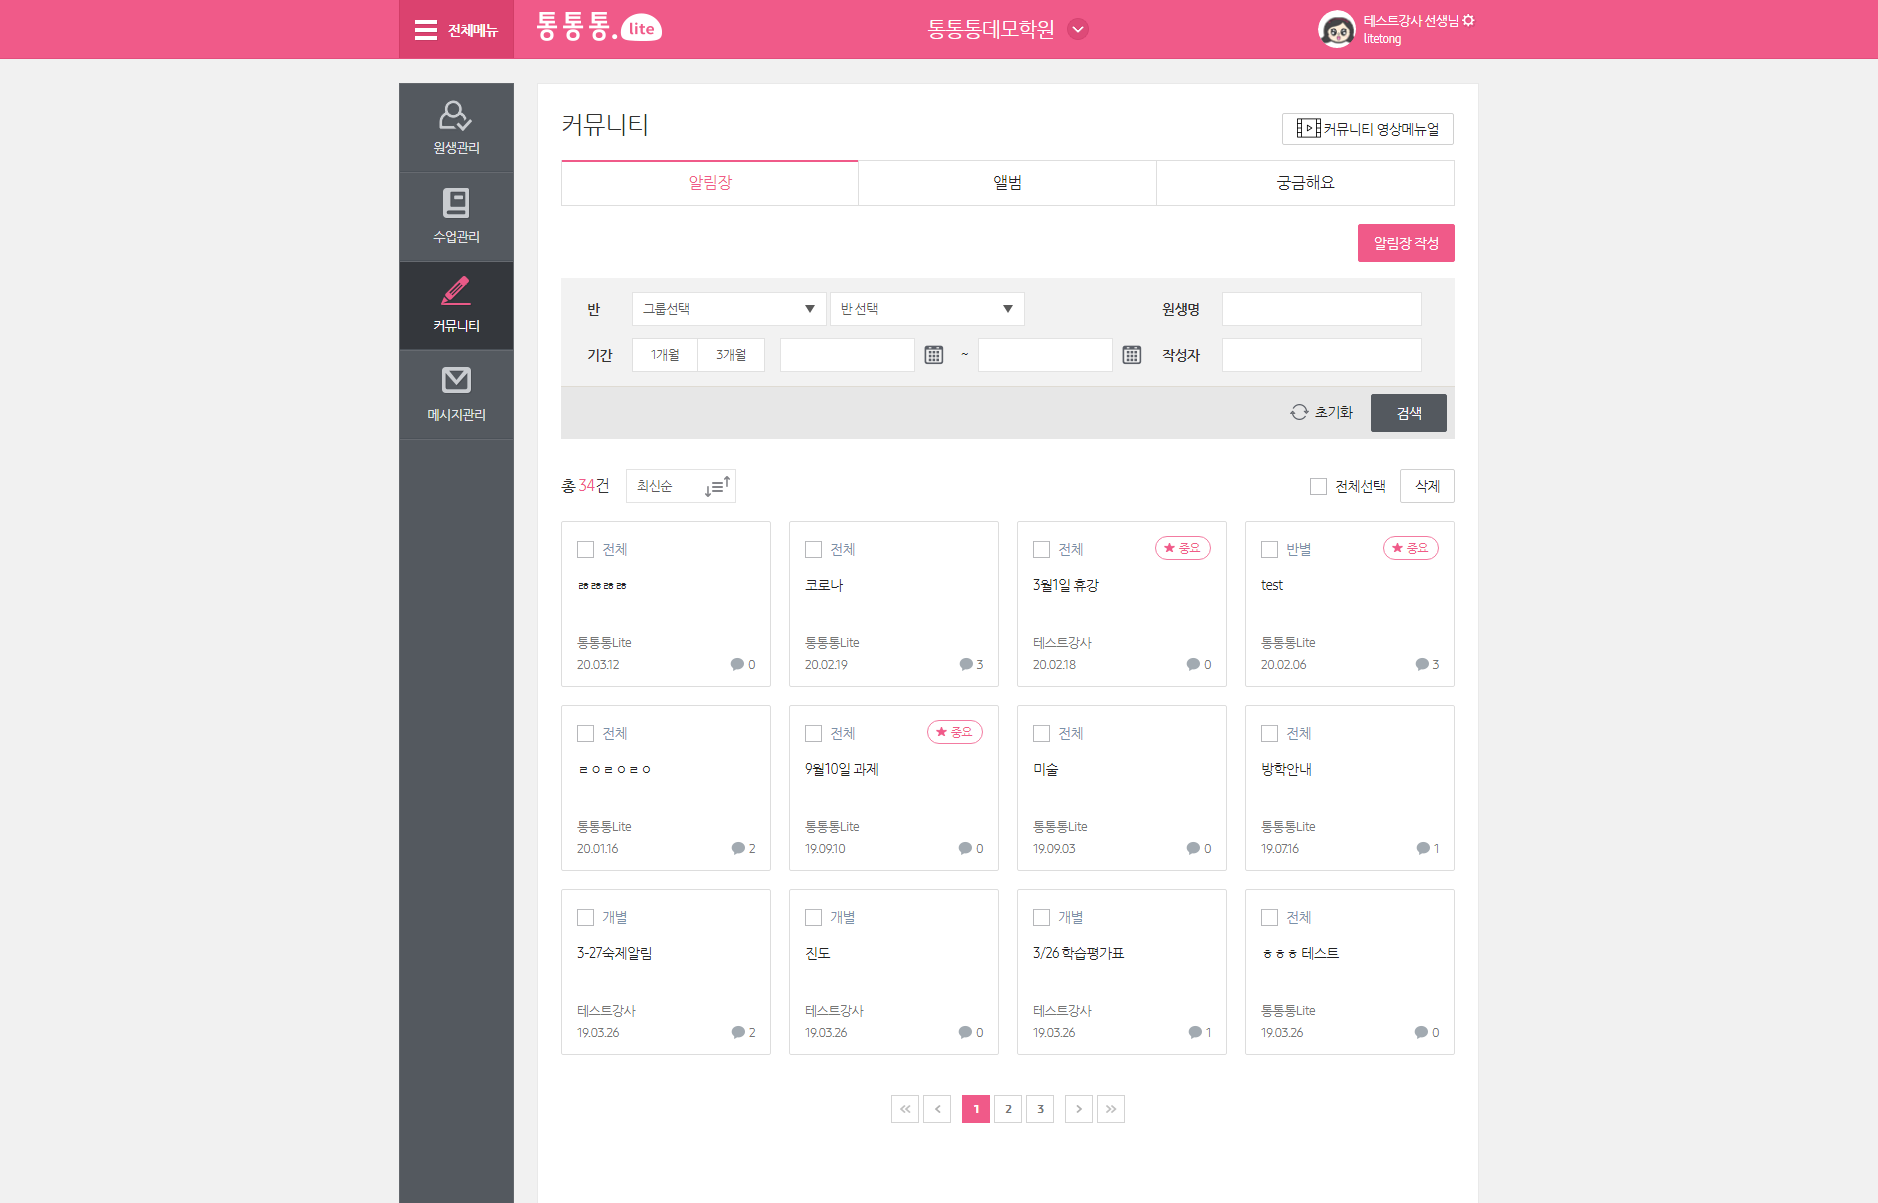 전체메뉴
통통통.lite
통통통데모학원
테스트강사 선생님
litetong
원생관리
수업관리
커뮤니티
메시지관리
커뮤니티
커뮤니티 영상메뉴얼
알림장
앨범
궁금해요
알림장 작성
반
그룹선택
반 선택
원생명
기간
1개월
3개월
~
작성자
초기화
검색
총 34건
최신순
전체선택
삭제
전체
전체
전체
중요
반별
중요
코로나
3월1일 휴강
test
통통통Lite
통통통Lite
테스트강사
통통통Lite
20.03.12
0
20.02.19
3
20.02.18
0
20.02.06
3
전체
전체
중요
전체
전체
ㄹㅇㄹㅇㄹㅇ
9월10일 과제
미술
방학안내
통통통Lite
통통통Lite
통통통Lite
통통통Lite
20.01.16
2
19.09.10
0
19.09.03
0
19.07.16
1
개별
개별
개별
전체
3-27숙제알림
진도
3/26 학습평가표
ㅎㅎㅎ 테스트
테스트강사
테스트강사
테스트강사
통통통Lite
19.03.26
2
19.03.26
0
19.03.26
1
19.03.26
0
1
2
3